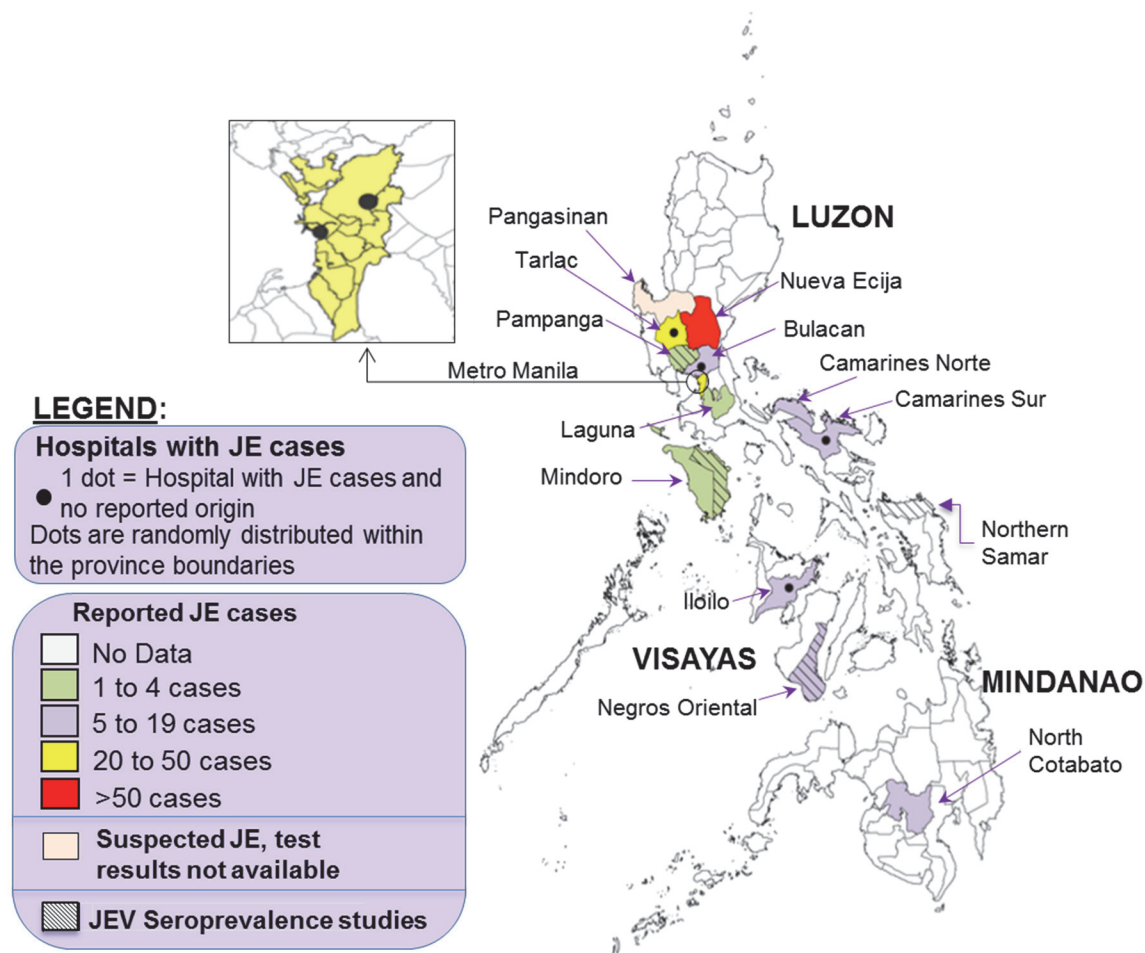 LUZON
Pangasinan
Tarlac
Nueva Ecija
Pampanga
Bulacan
Metro Manila
Camarines Norte
Camarines Sur
Laguna
Mindoro
Northern
Samar
Iloilo
VISAYAS
MINDANAO
Negros Oriental
North
Cotabato
LEGEND:
Hospitals with JE cases
1 dot = Hospital with JE cases and
no reported origin
Dots are randomly distributed within
the province boundaries
Reported JE cases
No Data
1 to 4 cases
5 to 19 cases
20 to 50 cases
>50 cases
Suspected JE, test
results not available
JEV Seroprevalence studies